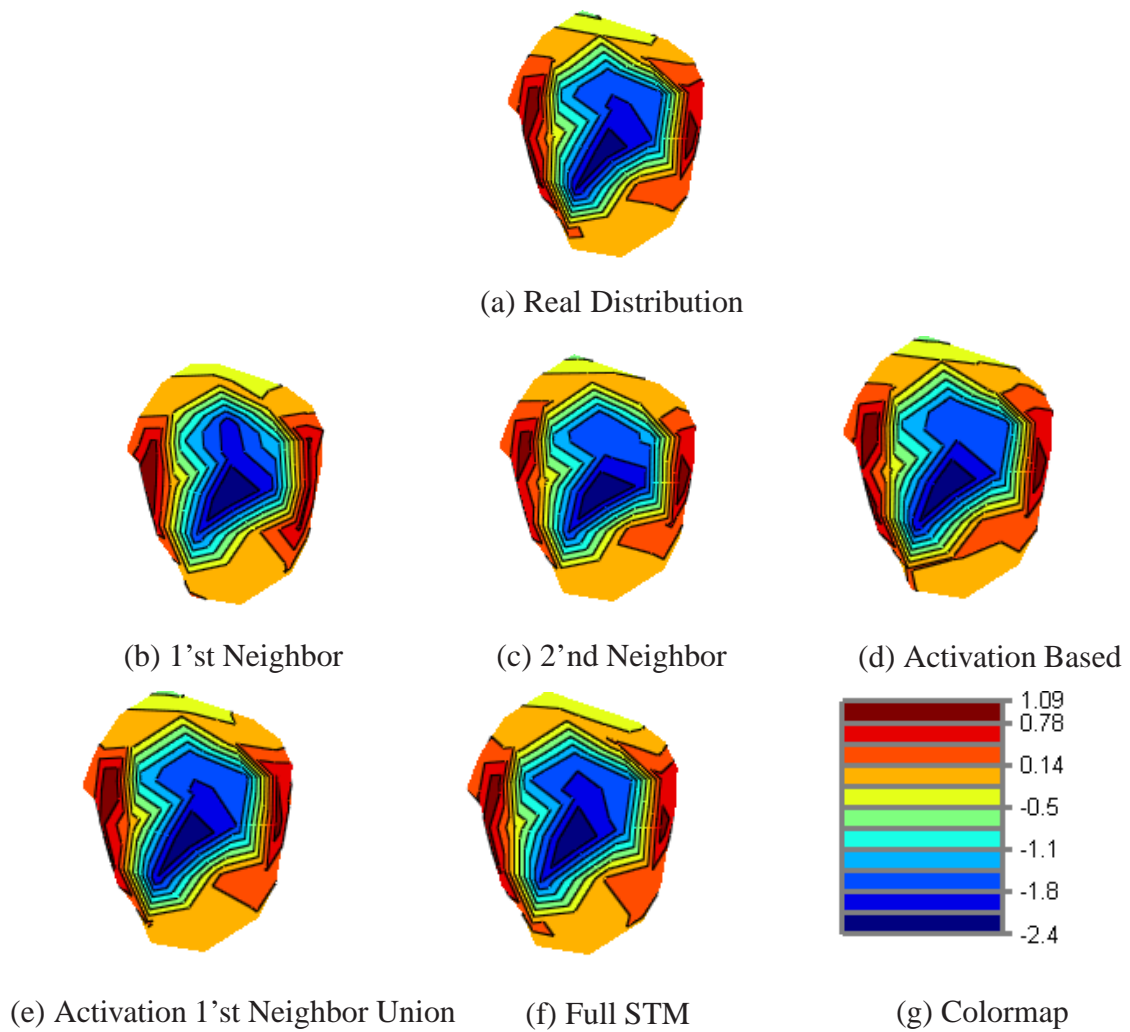 (a) Real Distribution
(b) 1’st Neighbor
(c) 2’nd Neighbor
(d) Activation Based
1.09
0.78
0.14
-0.5
-1.1
-1.8
-2.4
(e) Activation 1’st Neighbor Union
(f) Full STM
(g) Colormap